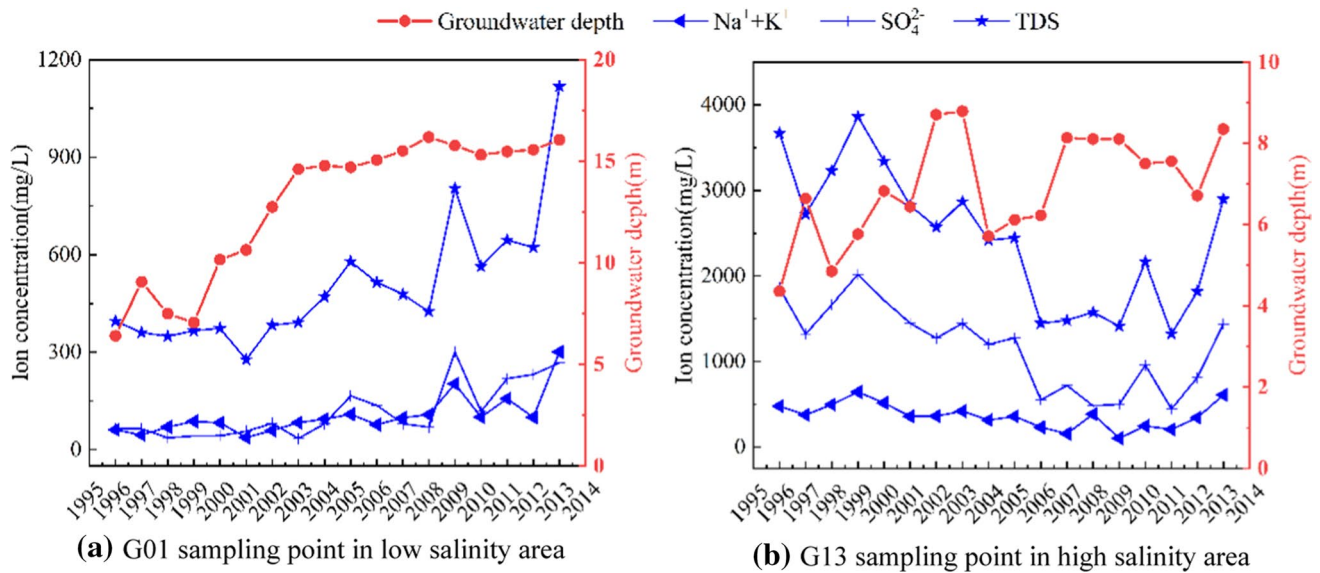 Groundwater depth Na¹+K¹ SO₄²⁻ TDS
1200
900
600
300
0
Ion concentration(mg/L)
20
15
10
5
0
Groundwater depth(m)
1995 1996 1997 1998 1999 2000 2001 2002 2003 2004 2005 2006 2007 2008 2009 2010 2011 2012 2013 2014
(a) G01 sampling point in low salinity area
4000
3000
2000
1000
0
Ion concentration(mg/L)
10
8
6
4
2
0
Groundwater depth(m)
1995 1996 1997 1998 1999 2000 2001 2002 2003 2004 2005 2006 2007 2008 2009 2010 2011 2012 2013 2014
(b) G13 sampling point in high salinity area